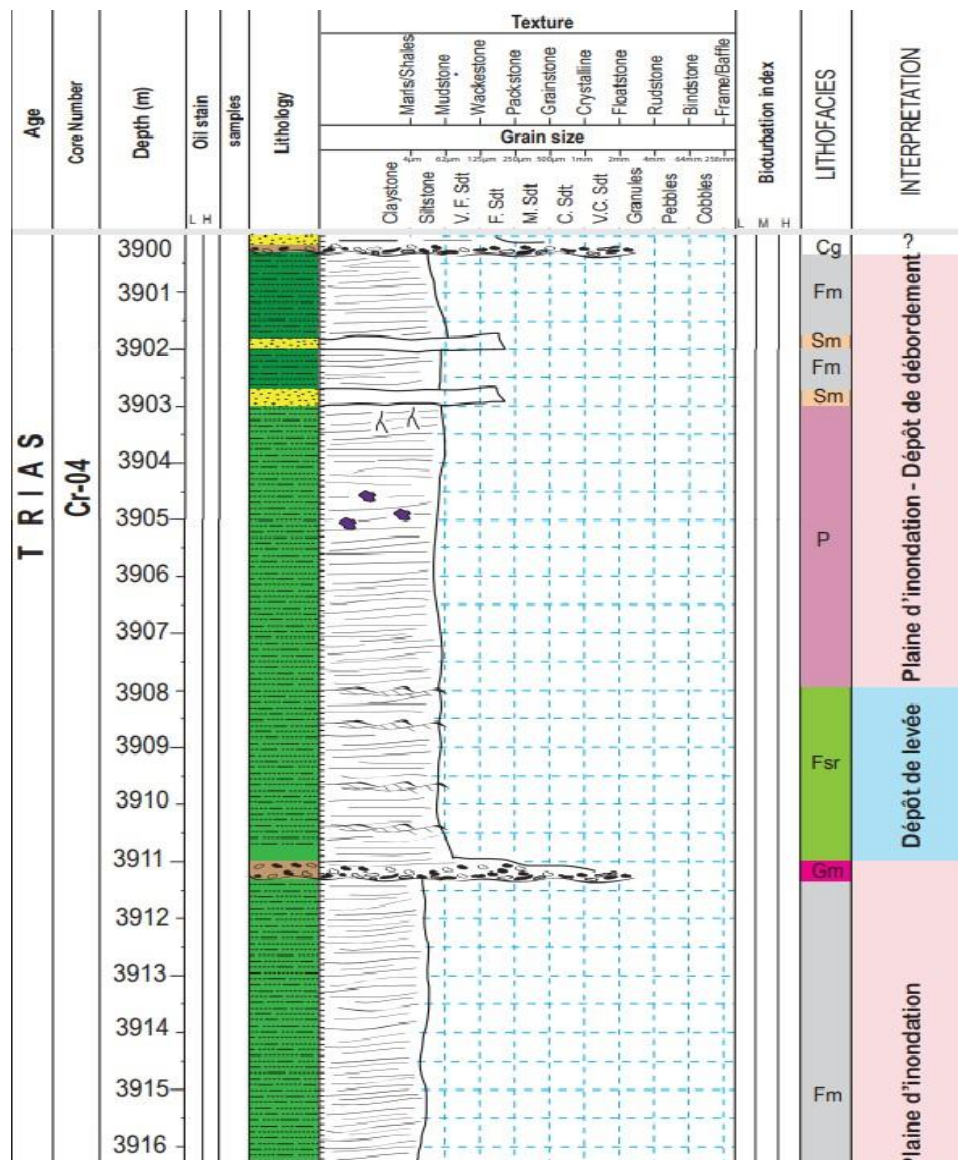 Texture
Age
Core Number
Depth (m)
Oil stain
samples
Lithology
Marls/Shales
Mudstone
Wackestone
Packstone
Grainstone
Crystalline
Floatstone
Rudstone
Bindstone
Frame/Baffle
Grain size
4µm 62µm 125µm 250µm 500µm 1mm 2mm 4mm 64mm 256mm
Claystone
Siltstone
V. F. Sdt
F. Sdt
M. Sdt
C. Sdt
V.C. Sdt
Granules
Pebbles
Cobbles
Bioturbation index
LITHOFACIES
INTERPRETATION
L H
L M H
TRIAS
Cr-04
3900
3901
3902
3903
3904
3905
3906
3907
3908
3909
3910
3911
3912
3913
3914
3915
3916
Cg
Fm
Sm
Fm
Sm
P
Fsr
Gm
Fm
?
Plaine d'inondation - Dépôt de débordement
Dépôt de levée
Plaine d'inondation